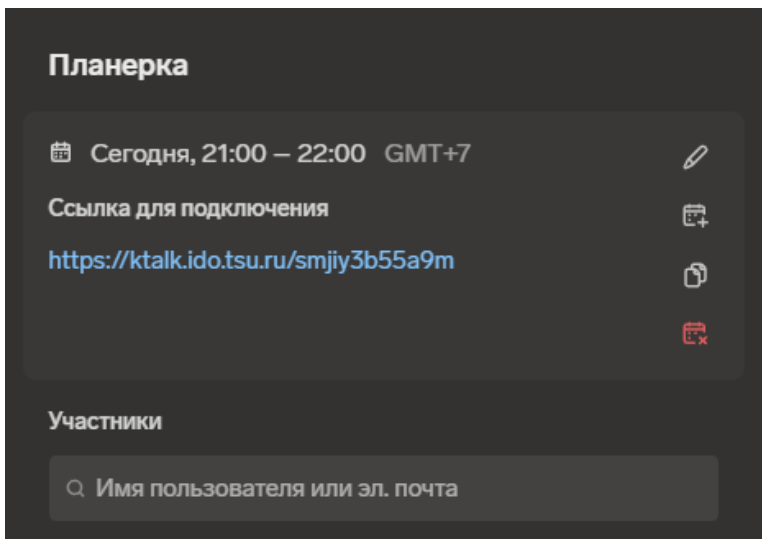 Планерка
Сегодня, 21:00 – 22:00 GMT+7
Ссылка для подключения
https://ktalk.ido.tsu.ru/smjiy3b55a9m
Участники
Имя пользователя или эл. почта